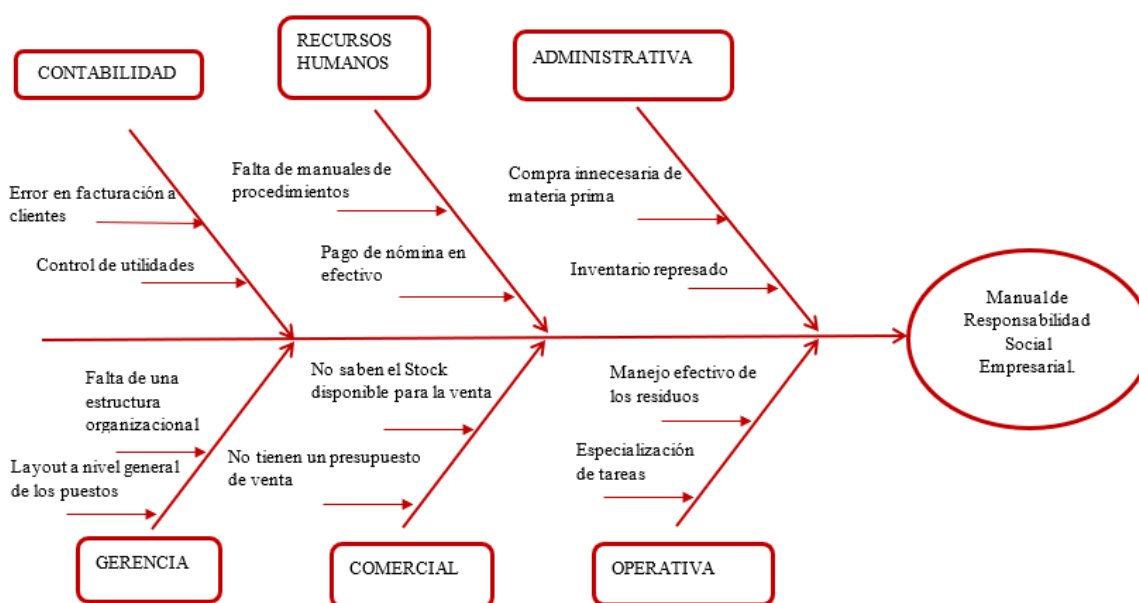 CONTABILIDAD
RECURSOS
HUMANOS
ADMINISTRATIVA
Error en facturación a
clientes
Control de utilidades
Falta de manuales de
procedimientos
Pago de nómina en
efectivo
Compra innecesaria de
materia prima
Inventario represado
Manual de
Responsabilidad
Social
Empresarial.
Falta de una
estructura
organizacional
Layout a nivel general
de los puestos
No saben el Stock
disponible para la venta
No tienen un presupuesto
de venta
Manejo efectivo de
los residuos
Especialización
de tareas
GERENCIA
COMERCIAL
OPERATIVA